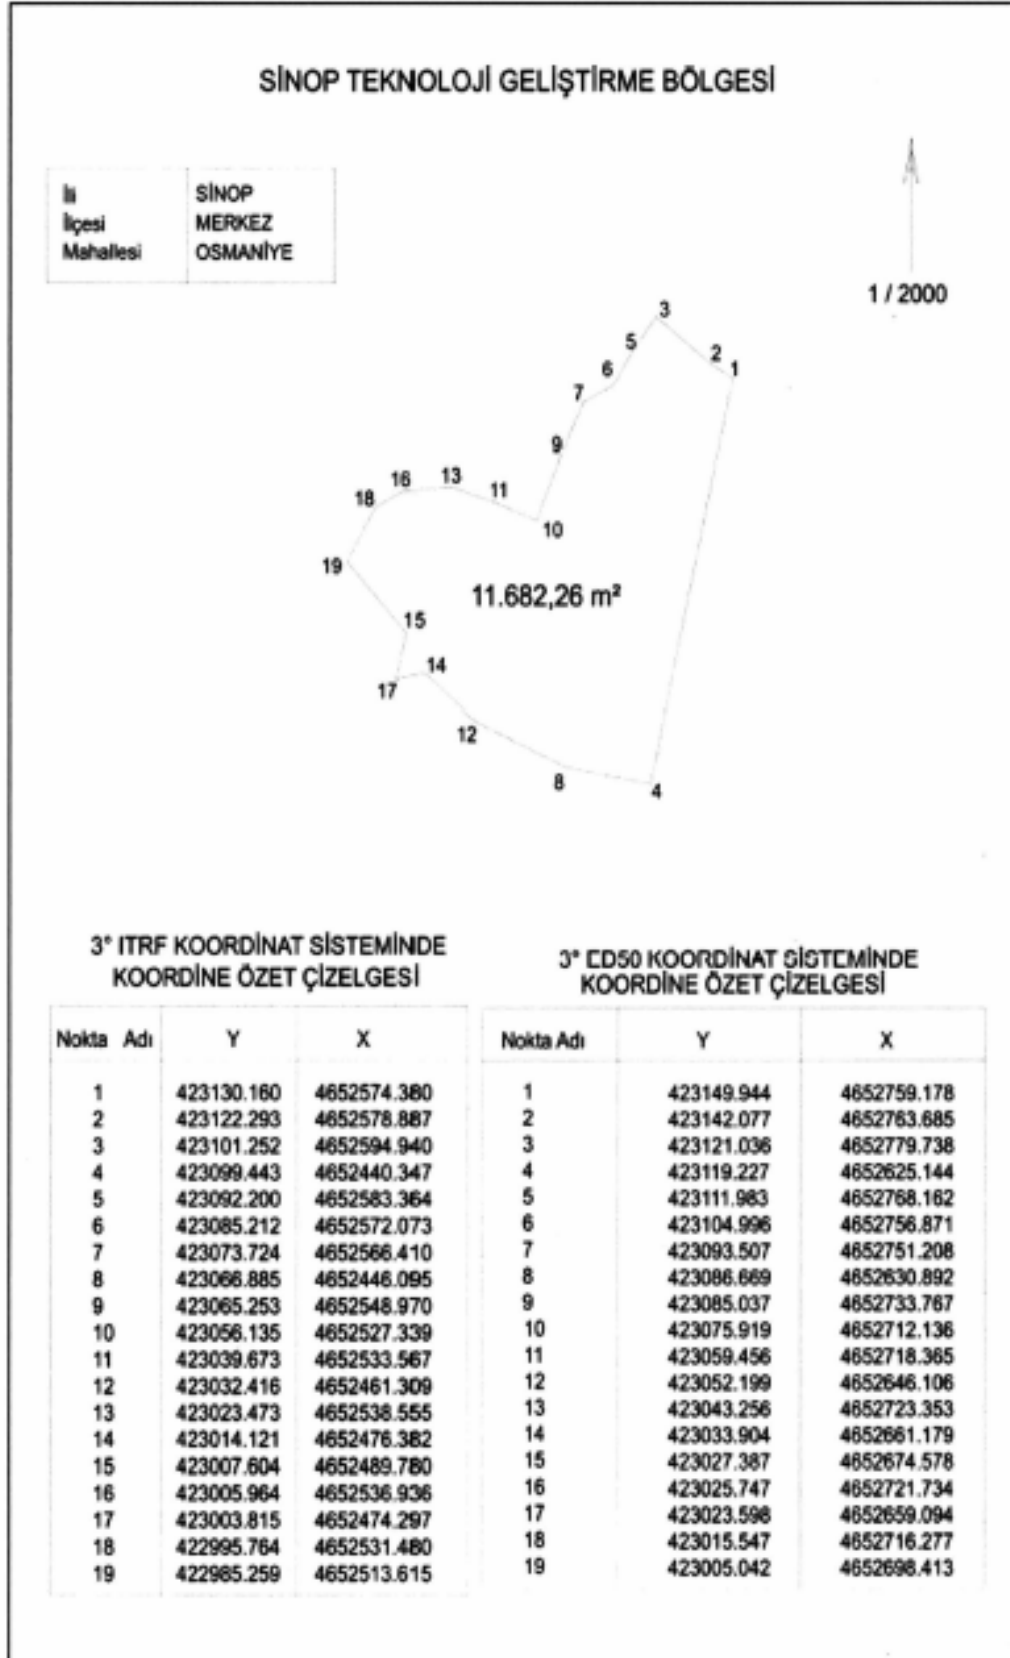 SİNOP TEKNOLOJİ GELİŞTİRME BÖLGESİ
İli SİNOP
İlçesi MERKEZ
Mahallesi OSMANİYE
1 / 2000
3
5
2
1
6
7
9
16
13
11
18
10
19
11.682,26 m²
15
14
17
12
8
4
3° ITRF KOORDİNAT SİSTEMİNDE
KOORDİNE ÖZET ÇİZELGESİ
Nokta Adı Y X
1 423130.160 4652574.380
2 423122.293 4652578.887
3 423101.252 4652594.940
4 423099.443 4652440.347
5 423092.200 4652583.364
6 423085.212 4652572.073
7 423073.724 4652566.410
8 423066.885 4652446.095
9 423065.253 4652548.970
10 423056.135 4652527.339
11 423039.673 4652533.567
12 423032.416 4652461.309
13 423023.473 4652538.555
14 423014.121 4652476.382
15 423007.604 4652489.780
16 423005.964 4652536.936
17 423003.815 4652474.297
18 422995.764 4652531.480
19 422985.259 4652513.615
3° ED50 KOORDİNAT SİSTEMİNDE
KOORDİNE ÖZET ÇİZELGESİ
Nokta Adı Y X
1 423149.944 4652759.178
2 423142.077 4652763.685
3 423121.036 4652779.738
4 423119.227 4652625.144
5 423111.983 4652768.162
6 423104.996 4652756.871
7 423093.507 4652751.208
8 423086.669 4652630.892
9 423085.037 4652733.767
10 423075.919 4652712.136
11 423059.456 4652718.365
12 423052.199 4652646.106
13 423043.256 4652723.353
14 423033.904 4652661.179
15 423027.387 4652674.578
16 423025.747 4652721.734
17 423023.598 4652659.094
18 423015.547 4652716.277
19 423005.042 4652698.413